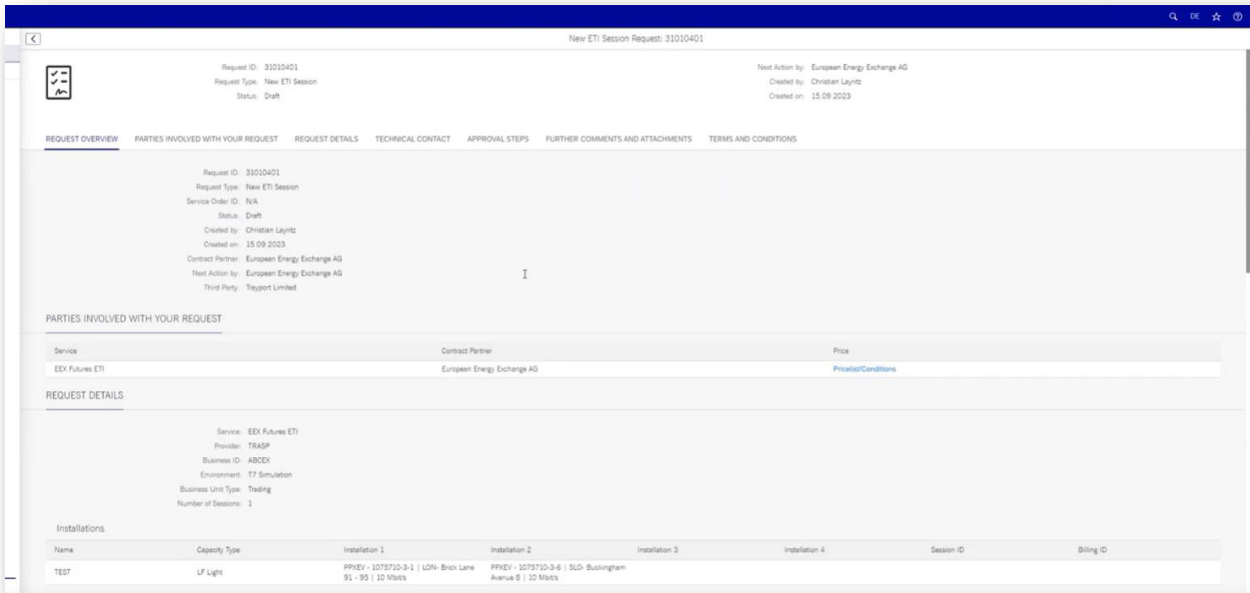 DE
New ETI Session Request: 31010401
Request ID: 31010401
Request Type: New ETI Session
Status: Draft
Next Action by: European Energy Exchange AG
Created by: Christian Layritz
Created on: 15.09.2023
REQUEST OVERVIEW PARTIES INVOLVED WITH YOUR REQUEST REQUEST DETAILS TECHNICAL CONTACT APPROVAL STEPS FURTHER COMMENTS AND ATTACHMENTS TERMS AND CONDITIONS
Request ID: 31010401
Request Type: New ETI Session
Service Order ID: N/A
Status: Draft
Created by: Christian Layritz
Created on: 15.09.2023
Contract Partner: European Energy Exchange AG
Next Action by: European Energy Exchange AG
Third Party: Trayport Limited
PARTIES INVOLVED WITH YOUR REQUEST
Service Contract Partner Price
EEX Futures ETI European Energy Exchange AG Pricelist/Conditions
REQUEST DETAILS
Service: EEX Futures ETI
Provider: TRASP
Business ID: ABCEX
Environment: T7 Simulation
Business Unit Type: Trading
Number of Sessions: 1
Installations
Name Capacity Type Installation 1 Installation 2 Installation 3 Installation 4 Session ID Billing ID
TEST LF Light PPXEV - 1075710-3-1 | LON- Brick Lane PPXEV - 1075710-3-6 | SLO- Buckingham
91 - 95 | 10 Mbit/s Avenue 8 | 10 Mbit/s